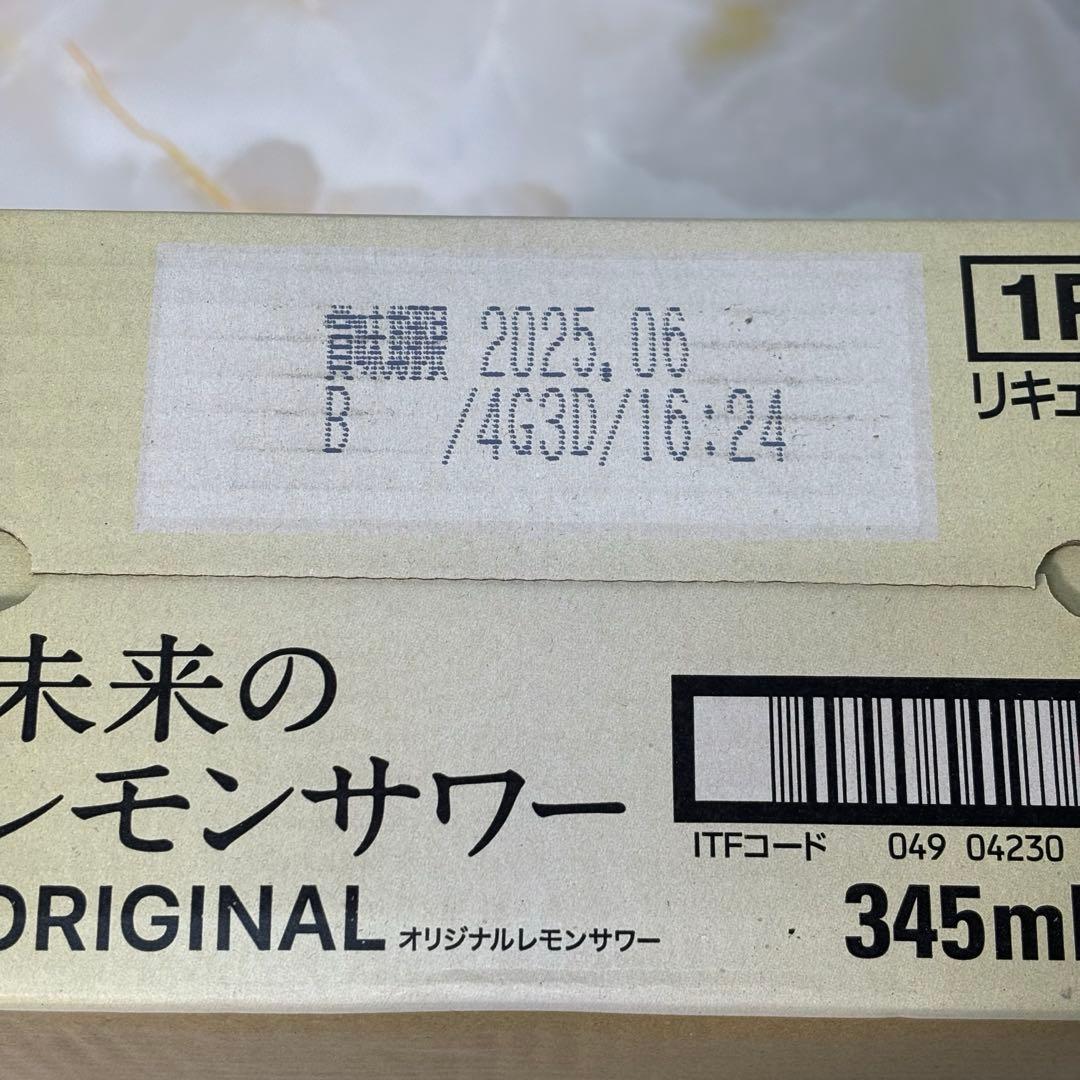 賞味期限 2025.06
B /4G3D/16:24
1P
リキュ
未来の
レモンサワー
ORIGINAL オリジナルレモンサワー
ITFコード 049 04230
345ml